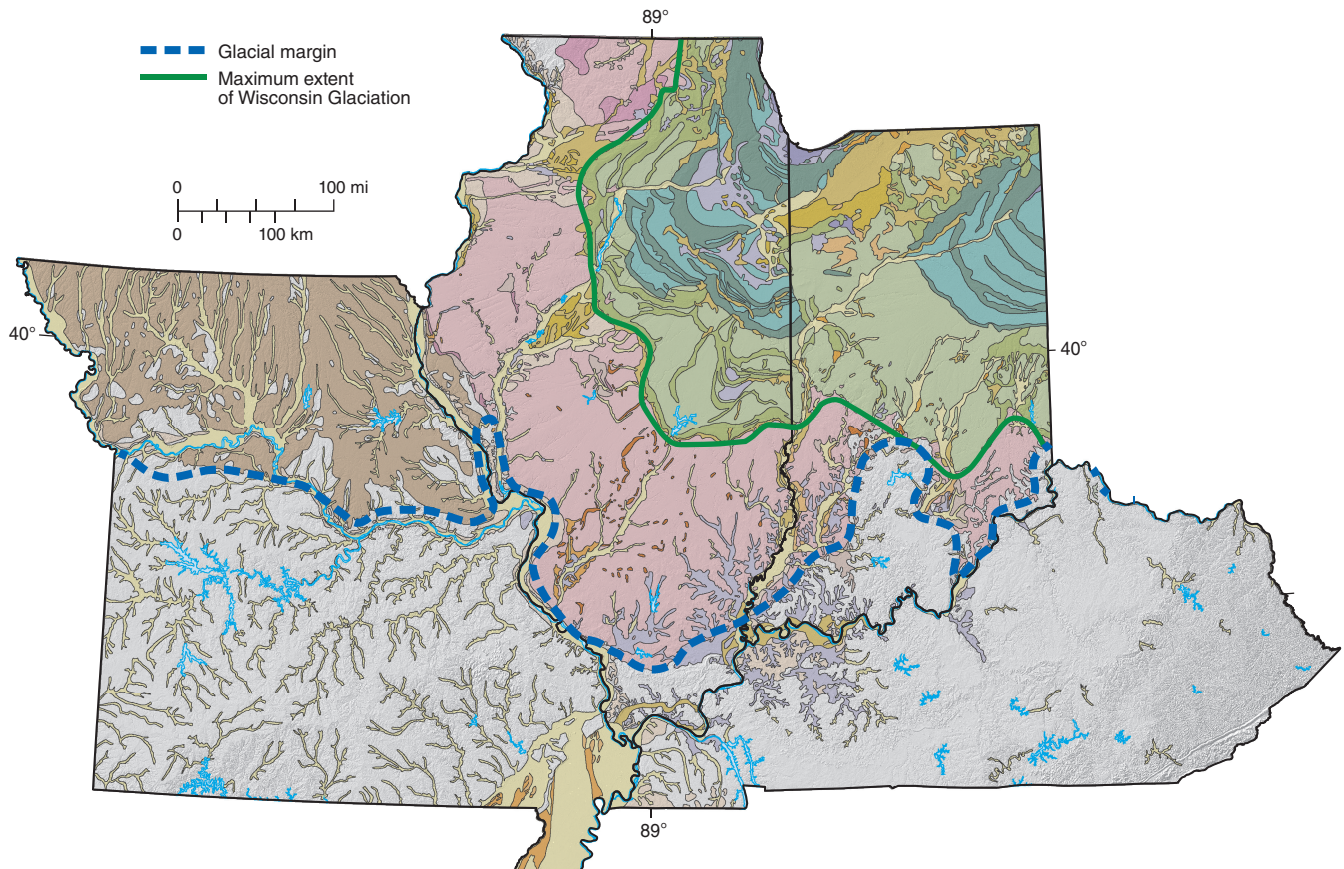 89°
Glacial margin
Maximum extent
of Wisconsin Glaciation
0 100 mi
0 100 km
40°
40°
89°